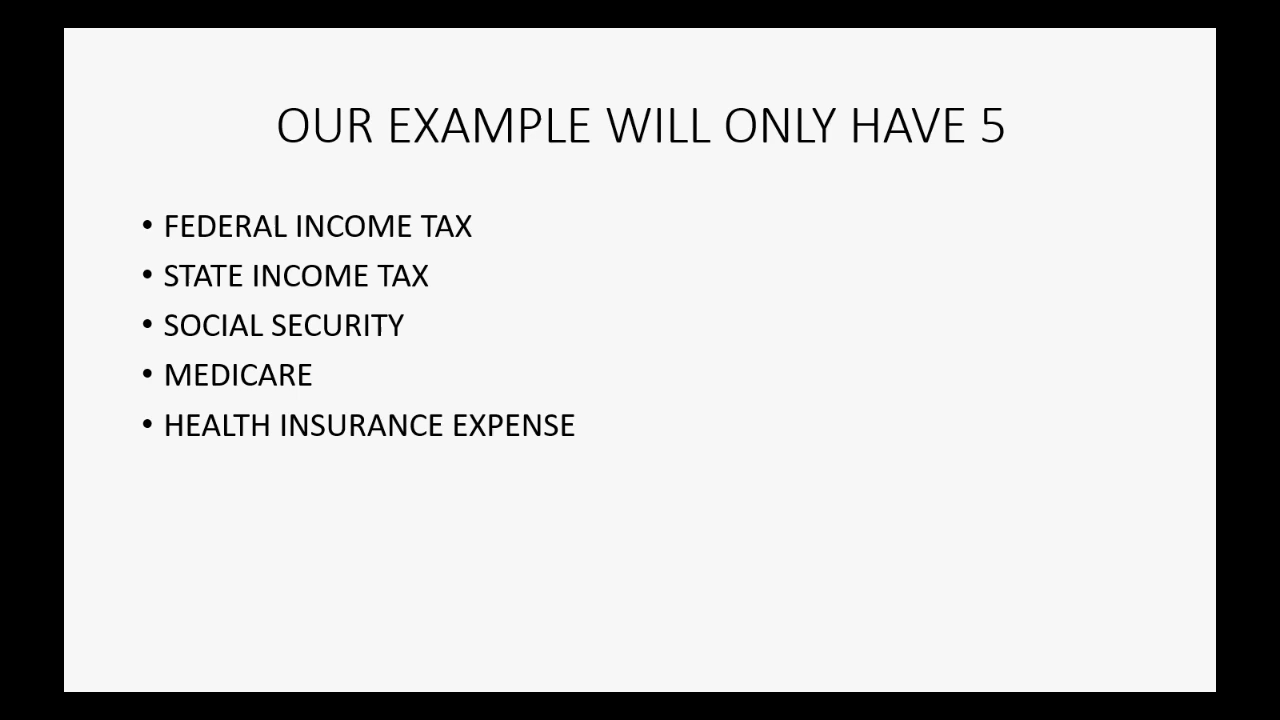 OUR EXAMPLE WILL ONLY HAVE 5
• FEDERAL INCOME TAX
• STATE INCOME TAX
• SOCIAL SECURITY
• MEDICARE
• HEALTH INSURANCE EXPENSE